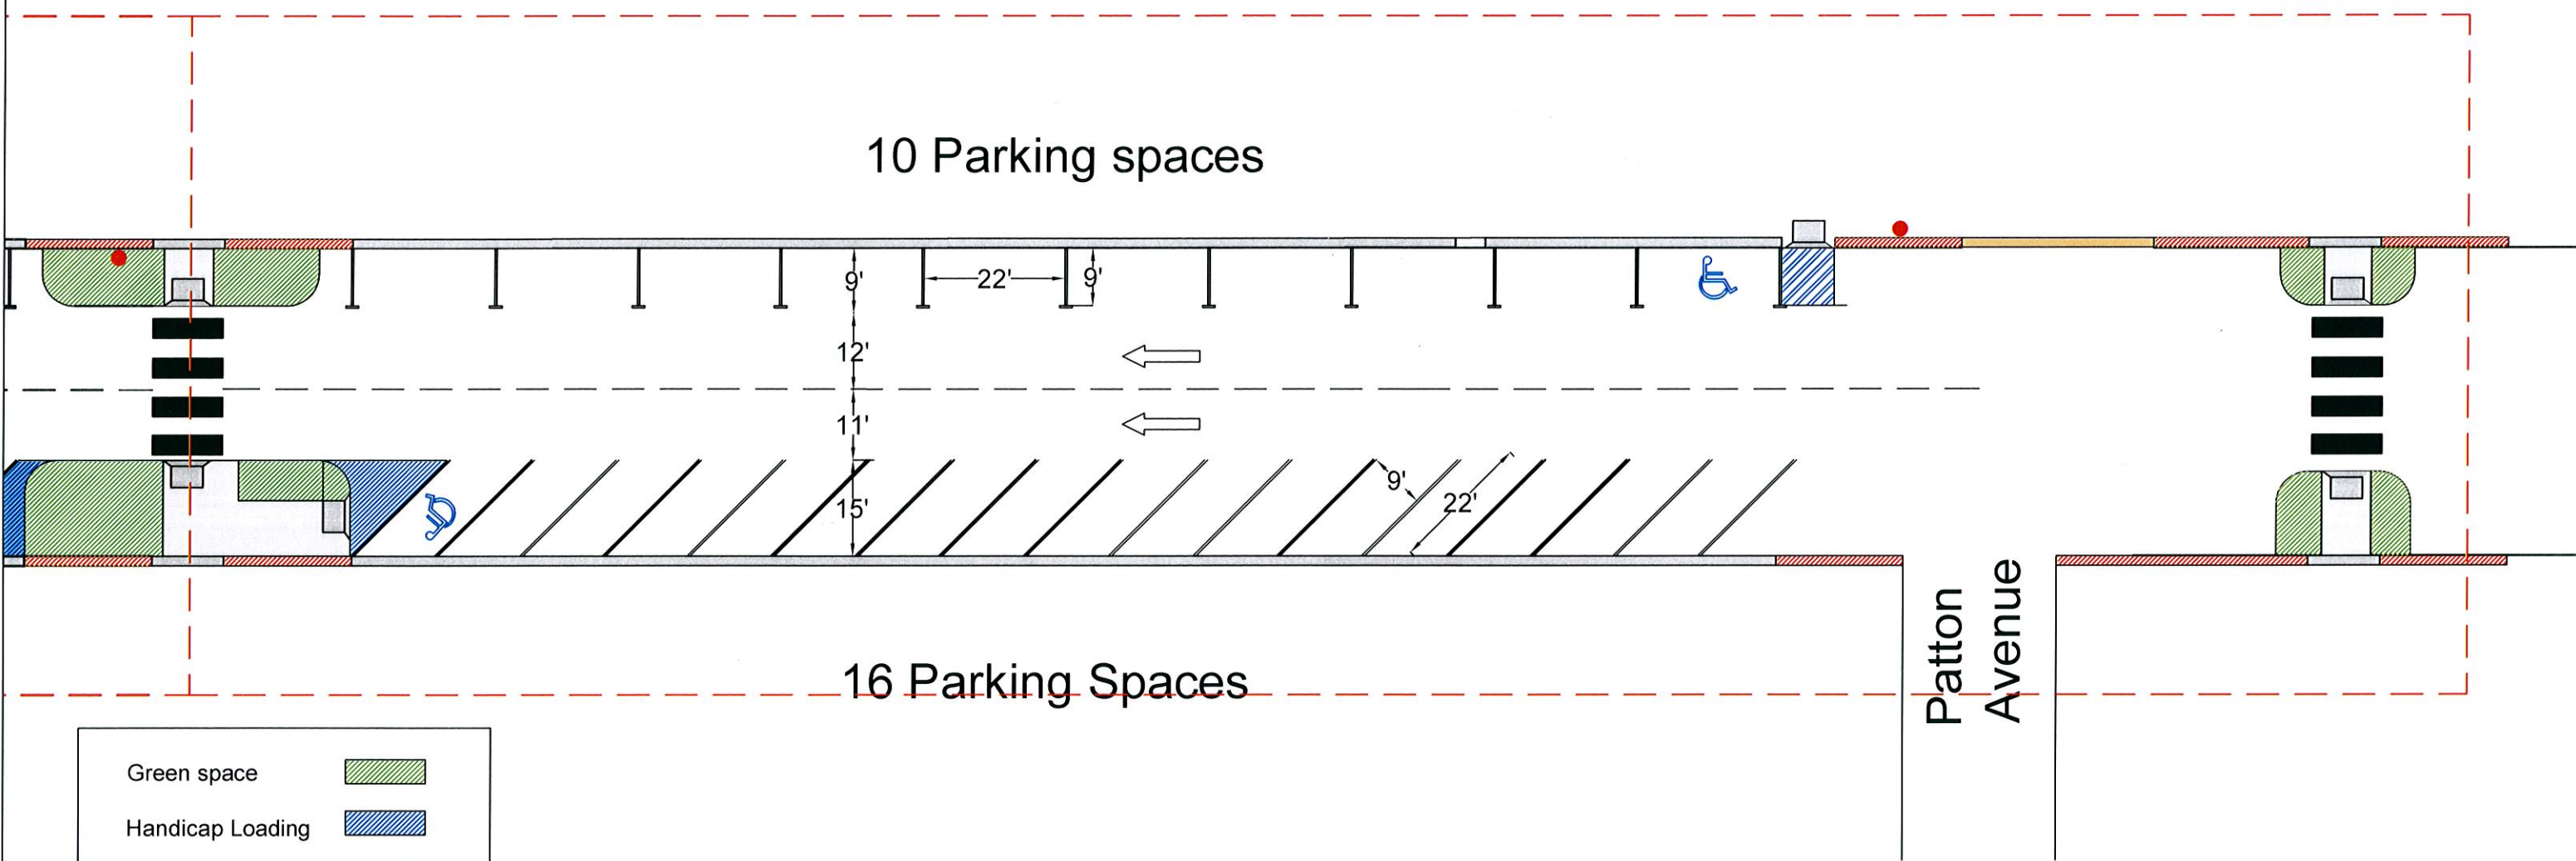 10 Parking spaces
9'
22'
9'
12'
11'
15'
9'
22'
16 Parking Spaces
Patton
Avenue
Green space
Handicap Loading